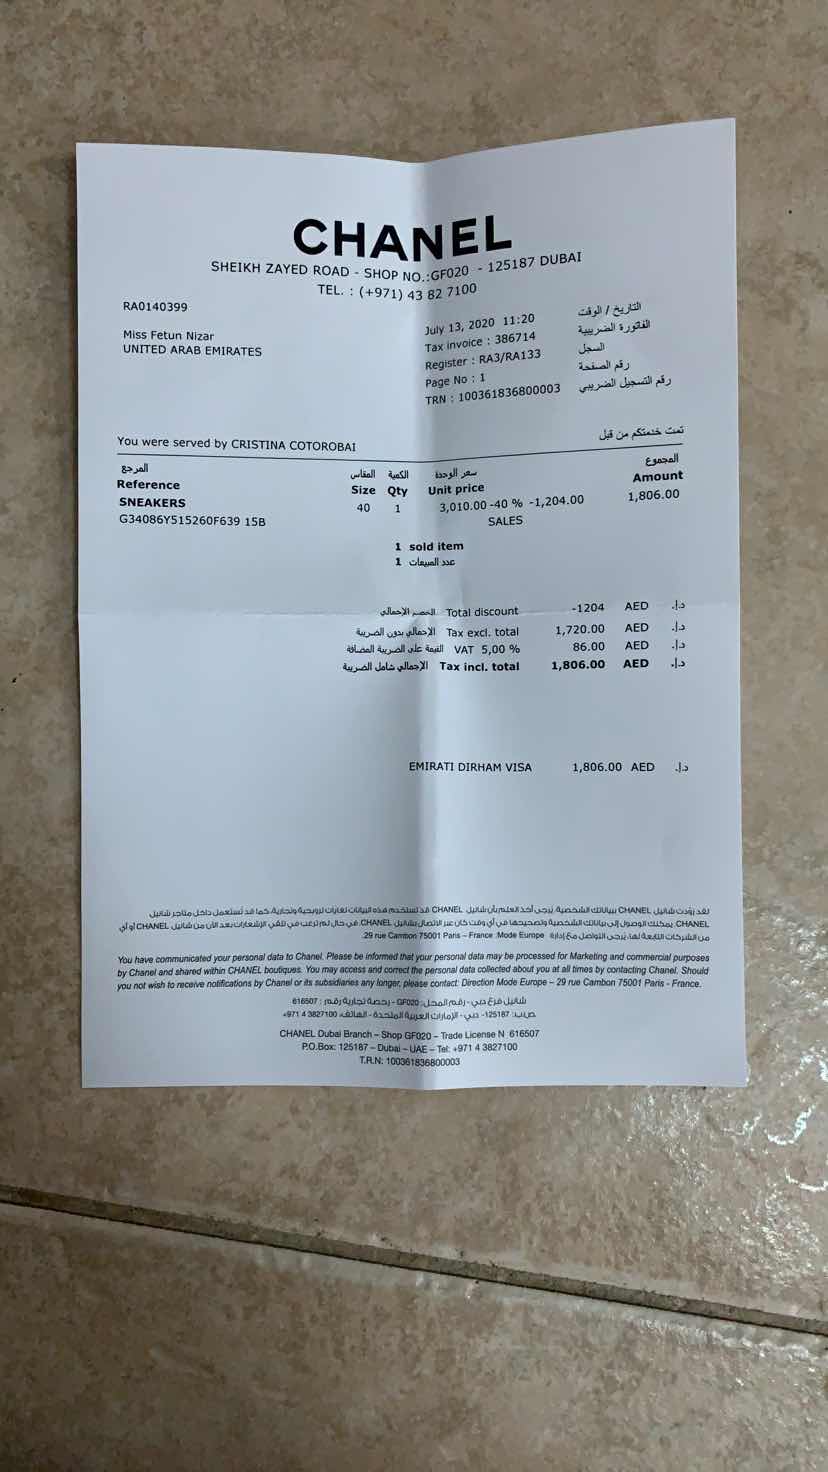 CHANEL
SHEIKH ZAYED ROAD - SHOP NO.:GF020 - 125187 DUBAI
TEL. : (+971) 43 82 7100
RA0140399
Miss Fetun Nizar
UNITED ARAB EMIRATES
July 13, 2020 11:20 التاريخ / الوقت
Tax invoice : 386714 الفاتورة الضريبية
Register : RA3/RA133 السجل
Page No : 1 رقم الصفحة
TRN : 100361836800003 رقم التسجيل الضريبي
You were served by CRISTINA COTOROBAI تمت خدمتكم من قبل
المرجع المقاس الكمية سعر الوحدة المجموع
Reference Size Qty Unit price Amount
SNEAKERS 40 1 3,010.00 -40 % -1,204.00 1,806.00
G34086Y515260F639 15B SALES
1 sold item
1 عدد المبيعات
الخصم الإجمالي Total discount -1204 AED د.إ.
الإجمالي بدون الضريبة Tax excl. total 1,720.00 AED د.إ.
القيمة على الضريبة المضافة VAT 5,00 % 86.00 AED د.إ.
الإجمالي شامل الضريبة Tax incl. total 1,806.00 AED د.إ.
EMIRATI DIRHAM VISA 1,806.00 AED د.إ.
لقد زوّدت شانيل CHANEL ببياناتك الشخصية. يُرجى أخذ العلم بأن شانيل CHANEL قد تستخدم هذه البيانات لغايات ترويجية وتجارية، كما قد تُستعمل داخل متاجر شانيل
CHANEL. يمكنك الوصول إلى بياناتك الشخصية وتصحيحها في أي وقت كان عبر الاتصال بشانيل CHANEL. في حال لم ترغب في تلقي الإشعارات بعد الآن من شانيل CHANEL أو أي
من الشركات التابعة لها، يُرجى التواصل مع إدارة Mode Europe: 29 rue Cambon 75001 Paris – France.
You have communicated your personal data to Chanel. Please be informed that your personal data may be processed for Marketing and commercial purposes
by Chanel and shared within CHANEL boutiques. You may access and correct the personal data collected about you at all times by contacting Chanel. Should
you not wish to receive notifications by Chanel or its subsidiaries any longer, please contact: Direction Mode Europe – 29 rue Cambon 75001 Paris - France.
شانيل فرع دبي - رقم المحل: GF020 - رخصة تجارية رقم : 616507
ص.ب: 125187- دبي - الإمارات العربية المتحدة - الهاتف: 3827100 4 971+
CHANEL Dubai Branch – Shop GF020 – Trade License N 616507
P.O.Box: 125187 – Dubai – UAE – Tel: +971 4 3827100
T.R.N: 100361836800003